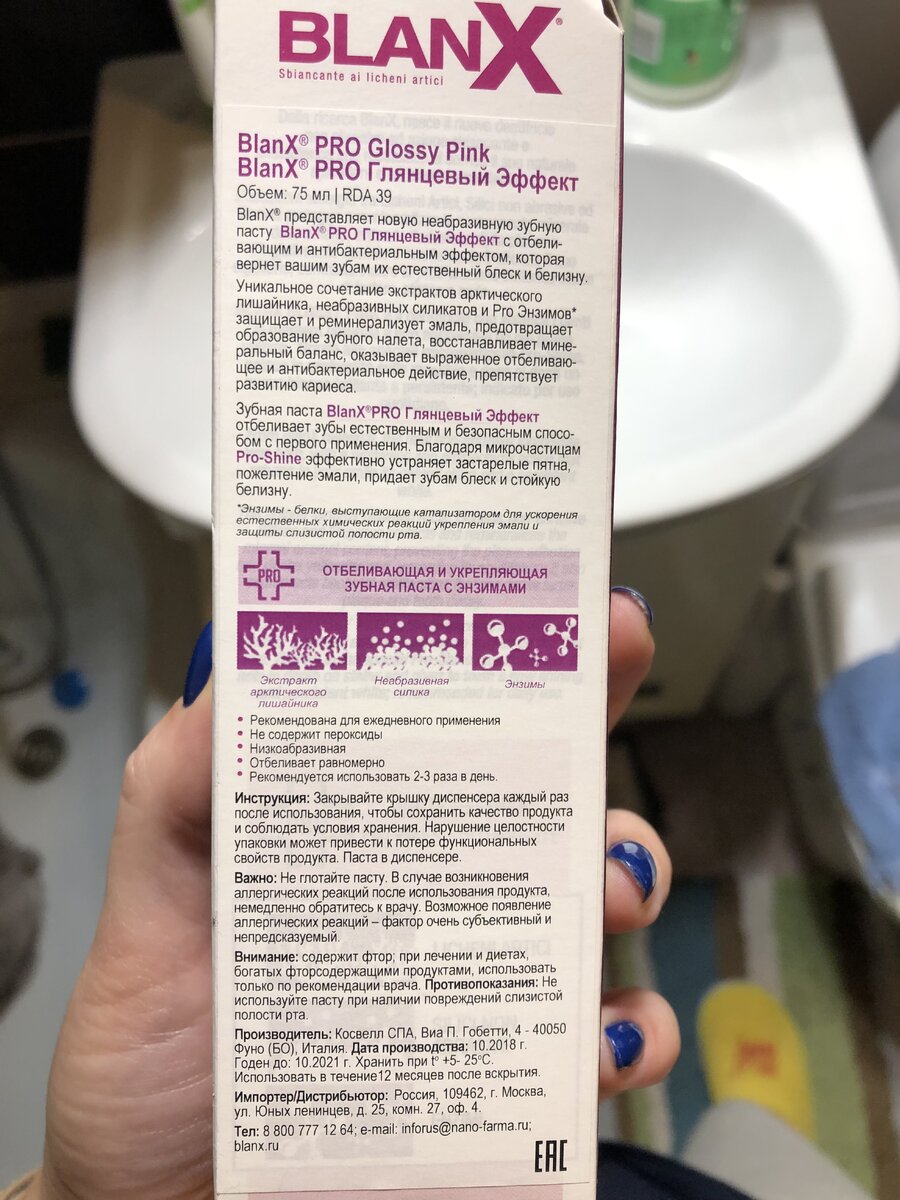 BLANX®
Sbiancante ai licheni artici
BlanX® PRO Glossy Pink
BlanX® PRO Глянцевый Эффект
Объем: 75 мл | RDA 39
BlanX® представляет новую неабразивную зубную
пасту BlanX® PRO Глянцевый Эффект с отбели-
вающим и антибактериальным эффектом, которая
вернет вашим зубам их естественный блеск и белизну.
Уникальное сочетание экстрактов арктического
лишайника, неабразивных силикатов и Pro Энзимов*
защищает и реминерализует эмаль, предотвращает
образование зубного налета, восстанавливает мине-
ральный баланс, оказывает выраженное отбеливаю-
щее и антибактериальное действие, препятствует
развитию кариеса.
Зубная паста BlanX®PRO Глянцевый Эффект
отбеливает зубы естественным и безопасным спосо-
бом с первого применения. Благодаря микрочастицам
Pro-Shine эффективно устраняет застарелые пятна,
пожелтение эмали, придает зубам блеск и стойкую
белизну.
*Энзимы - белки, выступающие катализатором для ускорения
естественных химических реакций укрепления эмали и
защиты слизистой полости рта.
PRO
ОТБЕЛИВАЮЩАЯ И УКРЕПЛЯЮЩАЯ
ЗУБНАЯ ПАСТА С ЭНЗИМАМИ
Экстракт
арктического
лишайника
Неабразивная
силика
Энзимы
• Рекомендована для ежедневного применения
• Не содержит пероксиды
• Низкоабразивная
• Отбеливает равномерно
• Рекомендуется использовать 2-3 раза в день.
Инструкция: Закрывайте крышку диспенсера каждый раз
после использования, чтобы сохранить качество продукта
и соблюдать условия хранения. Нарушение целостности
упаковки может привести к потере функциональных
свойств продукта. Паста в диспенсере.
Важно: Не глотайте пасту. В случае возникновения
аллергических реакций после использования продукта,
немедленно обратитесь к врачу. Возможное появление
аллергических реакций – фактор очень субъективный и
непредсказуемый.
Внимание: содержит фтор; при лечении и диетах,
богатых фторсодержащими продуктами, использовать
только по рекомендации врача. Противопоказания: Не
используйте пасту при наличии повреждений слизистой
полости рта.
Производитель: Косвелл СПА, Виа П. Гобетти, 4 - 40050
Фуно (БО), Италия. Дата производства: 10.2018 г.
Годен до: 10.2021 г. Хранить при t° +5- 25°С.
Использовать в течение12 месяцев после вскрытия.
Импортер/Дистрибьютор: Россия, 109462, г. Москва,
ул. Юных ленинцев, д. 25, комн. 27, оф. 4.
Тел: 8 800 777 12 64; e-mail: inforus@nano-farma.ru;
blanx.ru
EAC